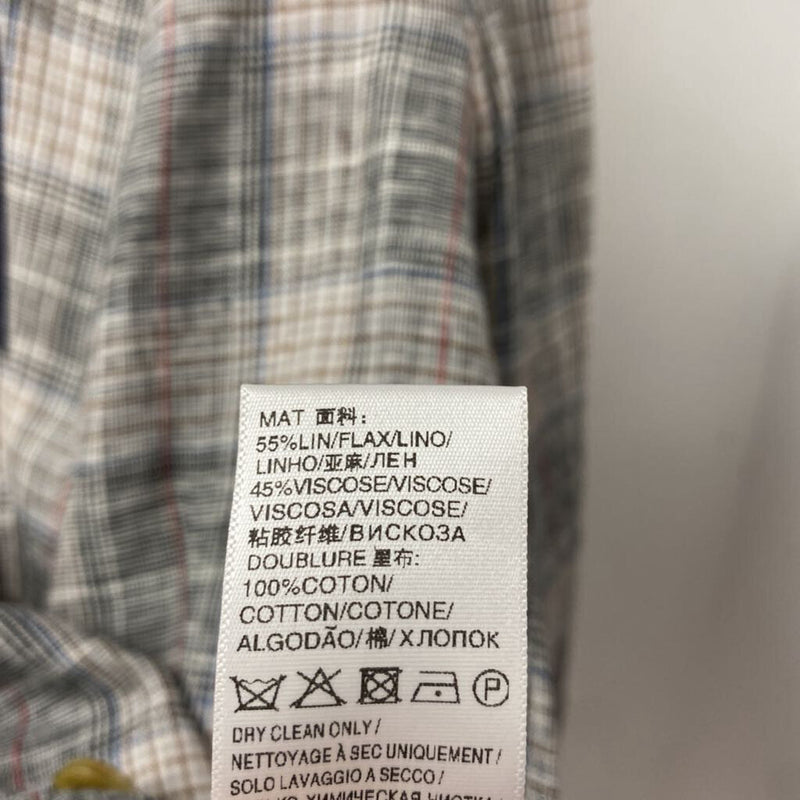 MAT 面料:
55%LIN/FLAX/LINO/
LINHO/亚麻/ЛЕН
45%VISCOSE/VISCOSE/
VISCOSA/VISCOSE/
粘胶纤维/ВИСКОЗА
DOUBLURE 里布:
100%COTON/
COTTON/COTONE/
ALGODÃO/棉/ХЛОПОК
P
DRY CLEAN ONLY/
NETTOYAGE À SEC UNIQUEMENT/
SOLO LAVAGGIO A SECCO/
ХИМИЧЕСКАЯ ЧИСТКА